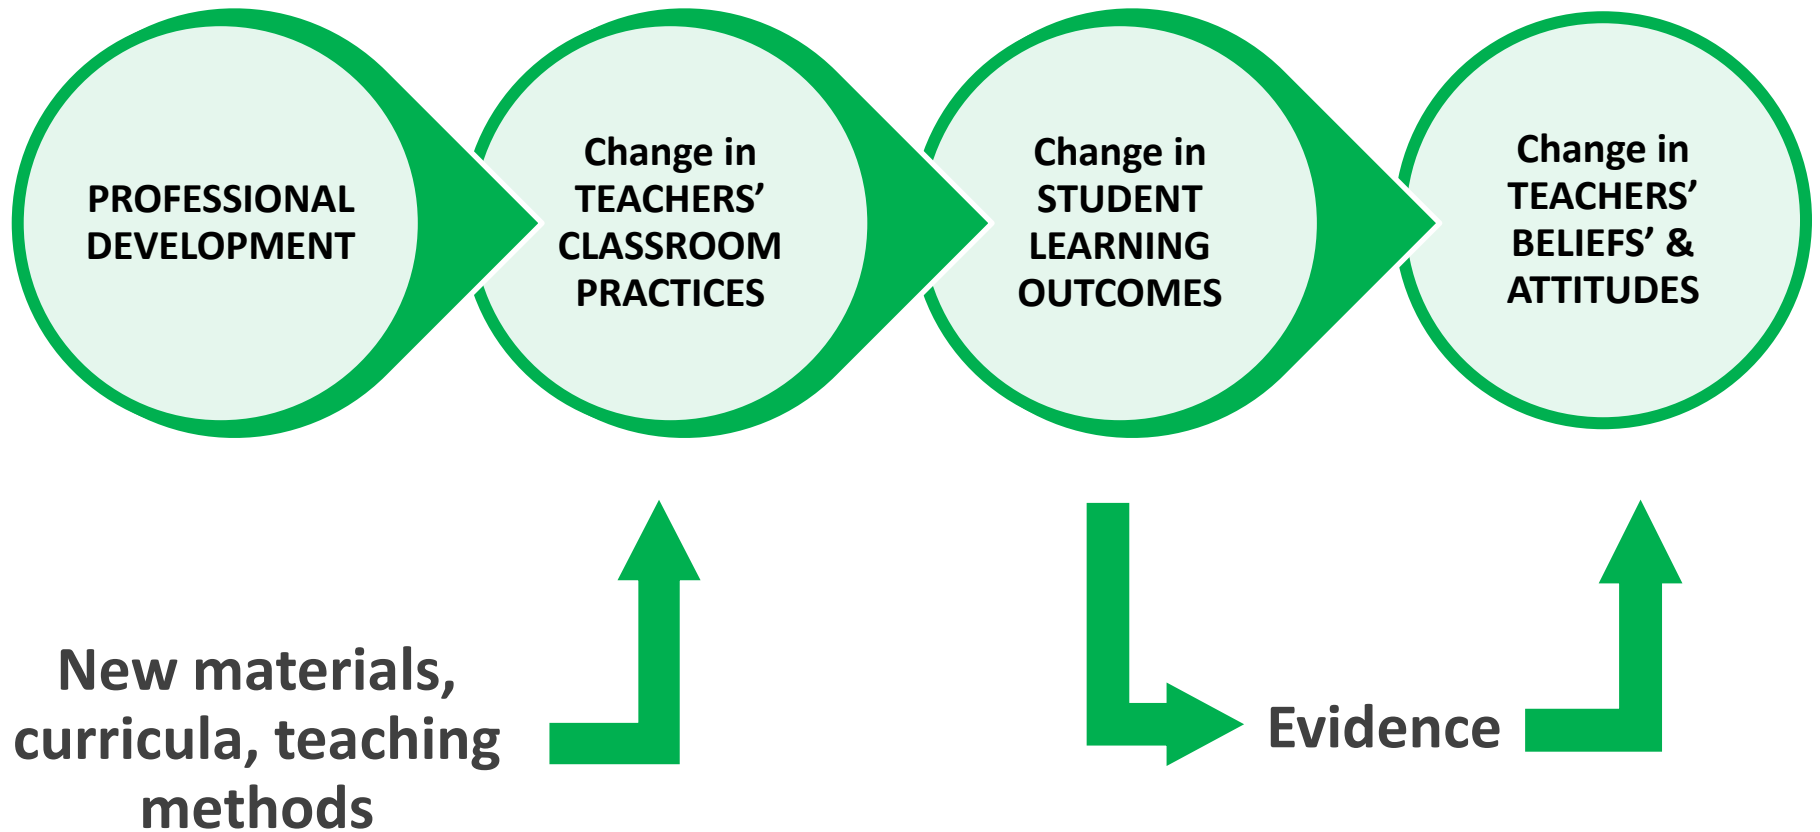 PROFESSIONAL
DEVELOPMENT
Change in
TEACHERS’
CLASSROOM
PRACTICES
Change in
STUDENT
LEARNING
OUTCOMES
Change in
TEACHERS’
BELIEFS’ &
ATTITUDES
New materials,
curricula, teaching
methods
Evidence